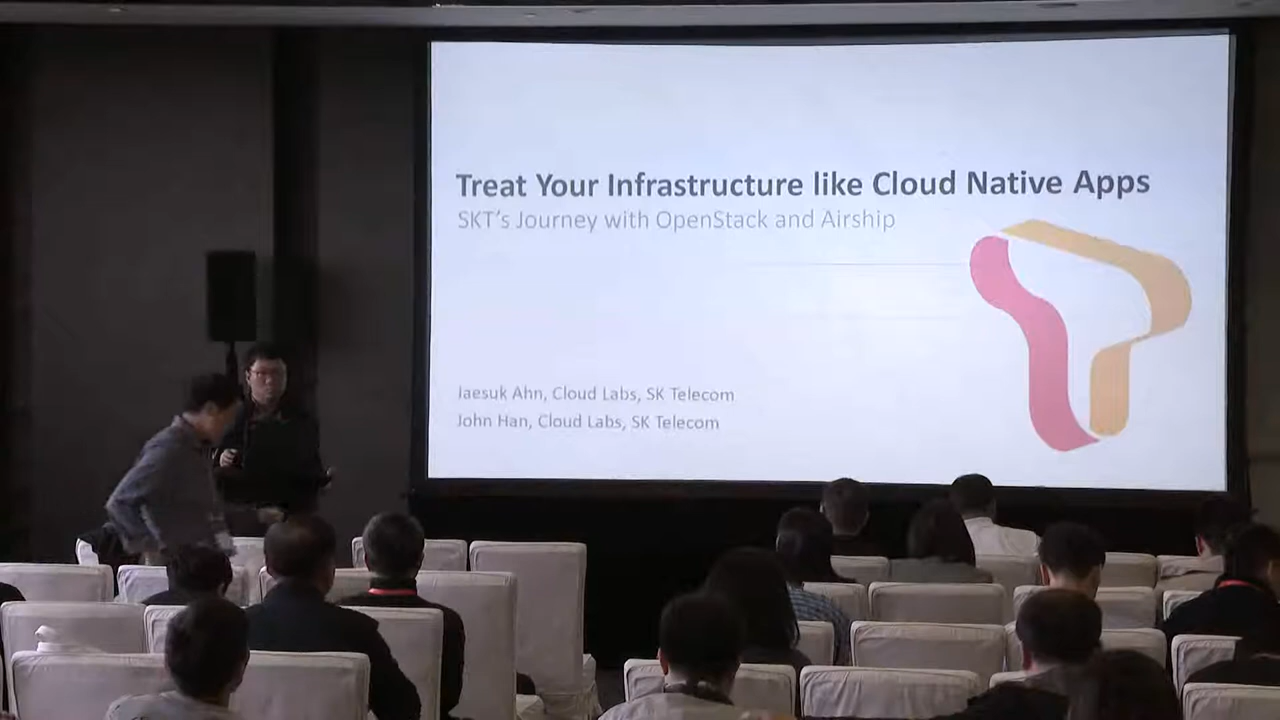 Treat Your Infrastructure like Cloud Native Apps
SKT's Journey with OpenStack and Airship
Jaesuk Ahn, Cloud Labs, SK Telecom
John Han, Cloud Labs, SK Telecom